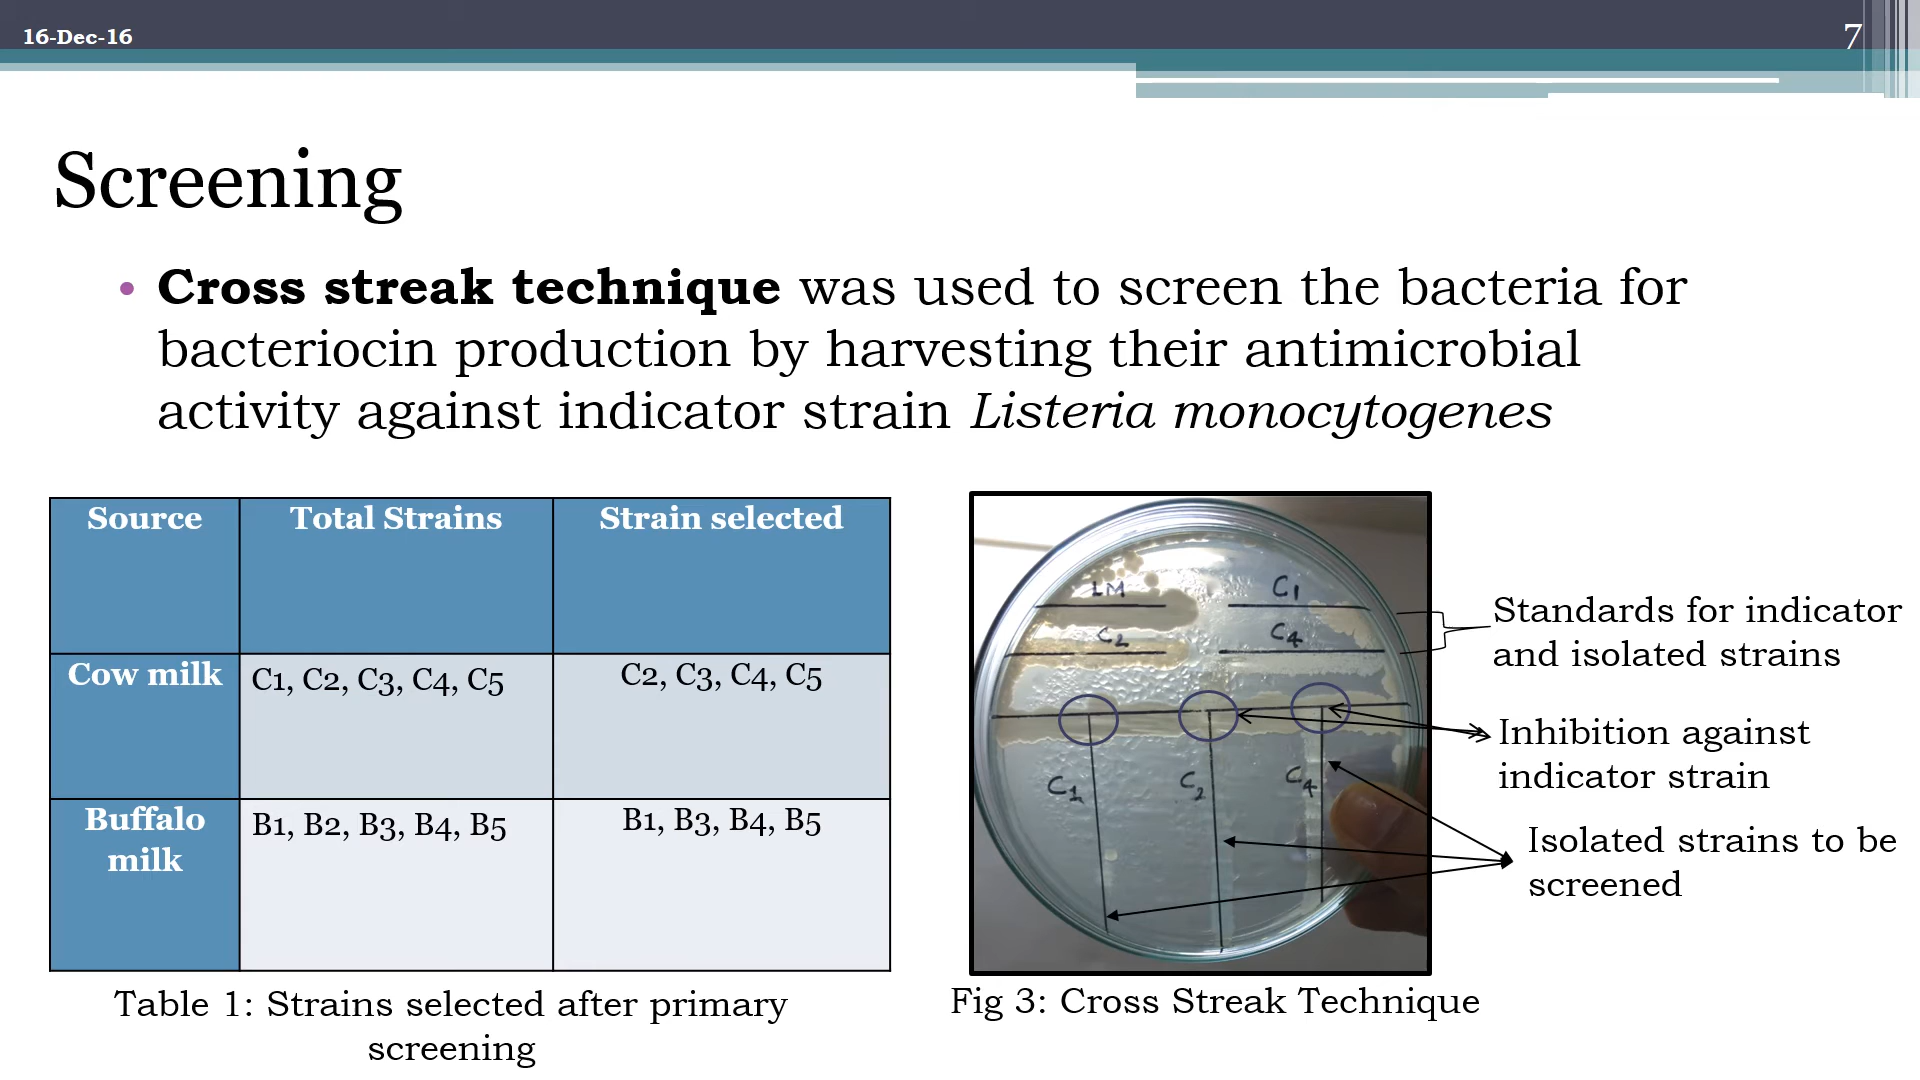 16-Dec-16
7
Screening
• Cross streak technique was used to screen the bacteria for
bacteriocin production by harvesting their antimicrobial
activity against indicator strain Listeria monocytogenes
Source Total Strains Strain selected
Cow milk C1, C2, C3, C4, C5 C2, C3, C4, C5
Buffalo milk B1, B2, B3, B4, B5 B1, B3, B4, B5
Table 1: Strains selected after primary
screening
LM C1
C2 C4
C1 C2 C4
Standards for indicator
and isolated strains
Inhibition against
indicator strain
Isolated strains to be
screened
Fig 3: Cross Streak Technique